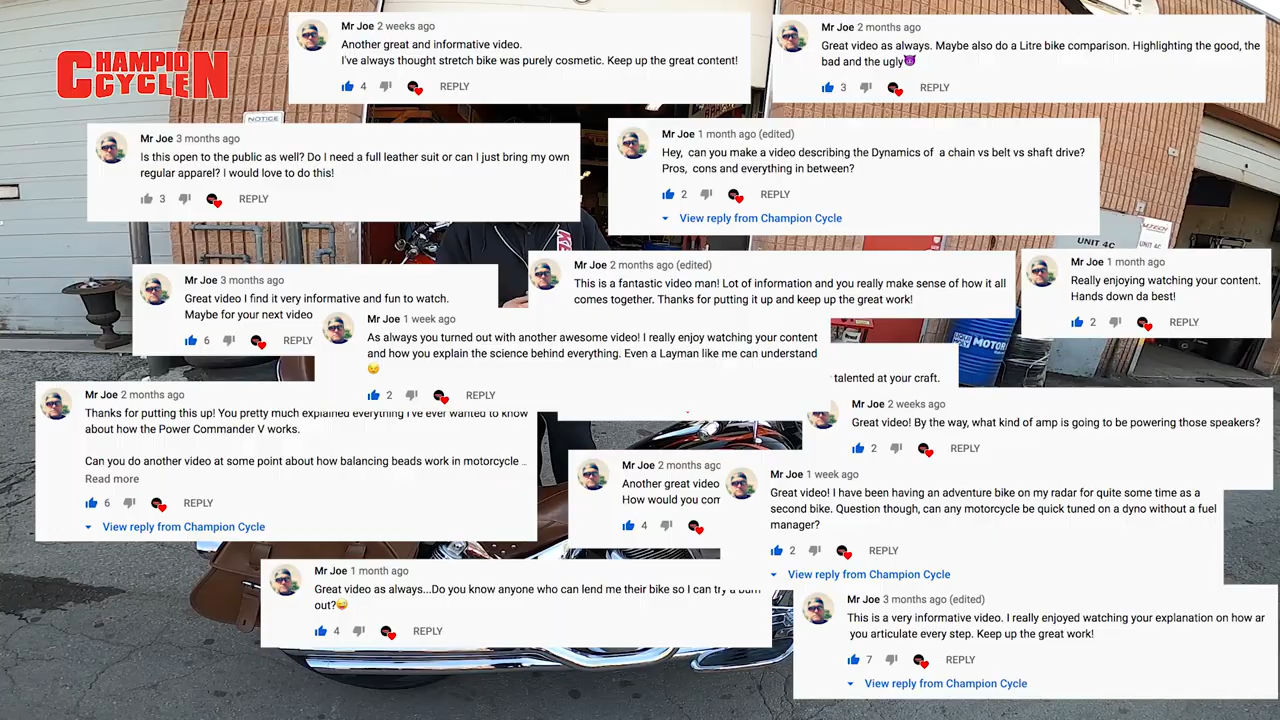 CHAMPION
CYCLE
Mr Joe 2 weeks ago
Another great and informative video.
I've always thought stretch bike was purely cosmetic. Keep up the great content!
4 REPLY
Mr Joe 2 months ago
Great video as always. Maybe also do a Litre bike comparison. Highlighting the good, the
bad and the ugly😈
3 REPLY
NOTICE
Mr Joe 3 months ago
Is this open to the public as well? Do I need a full leather suit or can I just bring my own
regular apparel? I would love to do this!
3 REPLY
Mr Joe 1 month ago (edited)
Hey, can you make a video describing the Dynamics of a chain vs belt vs shaft drive?
Pros, cons and everything in between?
2 REPLY
View reply from Champion Cycle
UNIT 4C
UNIT 4C
Mr Joe 3 months ago
Great video I find it very informative and fun to watch.
Maybe for your next video
6 REPLY
Mr Joe 2 months ago (edited)
This is a fantastic video man! Lot of information and you really make sense of how it all
comes together. Thanks for putting it up and keep up the great work!
Mr Joe 1 month ago
Really enjoying watching your content.
Hands down da best!
2 REPLY
Mr Joe 1 week ago
As always you turned out with another awesome video! I really enjoy watching your content
and how you explain the science behind everything. Even a Layman like me can understand
😉
2 REPLY
MOTOR
talented at your craft.
Mr Joe 2 months ago
Thanks for putting this up! You pretty much explained everything I've ever wanted to know
about how the Power Commander V works.
Can you do another video at some point about how balancing beads work in motorcycle ...
Read more
6 REPLY
View reply from Champion Cycle
Mr Joe 2 weeks ago
Great video! By the way, what kind of amp is going to be powering those speakers?
2 REPLY
Mr Joe 2 months ago
Another great video
How would you com
4
Mr Joe 1 week ago
Great video! I have been having an adventure bike on my radar for quite some time as a
second bike. Question though, can any motorcycle be quick tuned on a dyno without a fuel
manager?
2 REPLY
View reply from Champion Cycle
Mr Joe 1 month ago
Great video as always...Do you know anyone who can lend me their bike so I can try a burn
out?😜
4 REPLY
Mr Joe 3 months ago (edited)
This is a very informative video. I really enjoyed watching your explanation on how ar
you articulate every step. Keep up the great work!
7 REPLY
View reply from Champion Cycle